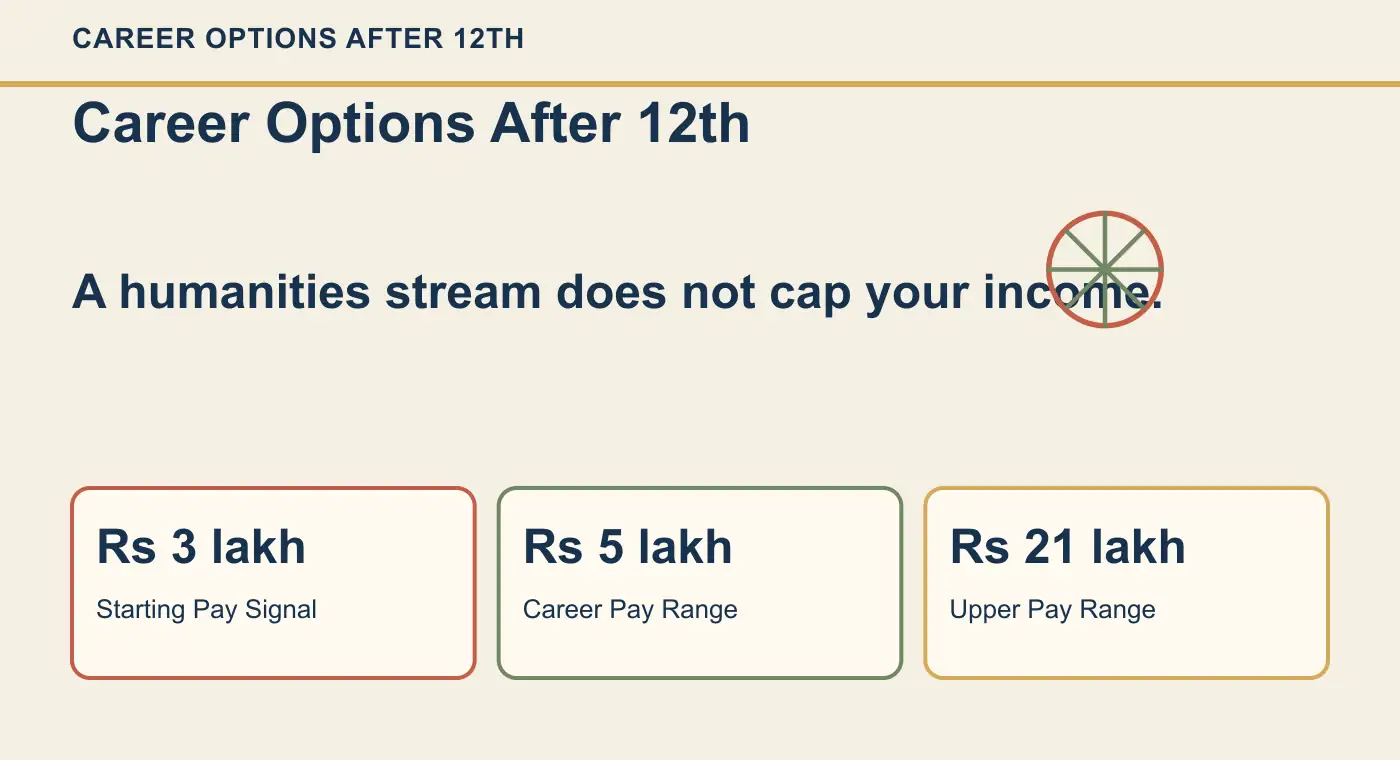 CAREER OPTIONS AFTER 12TH
Career Options After 12th
A humanities stream does not cap your income.
Rs 3 lakh
Starting Pay Signal
Rs 5 lakh
Career Pay Range
Rs 21 lakh
Upper Pay Range